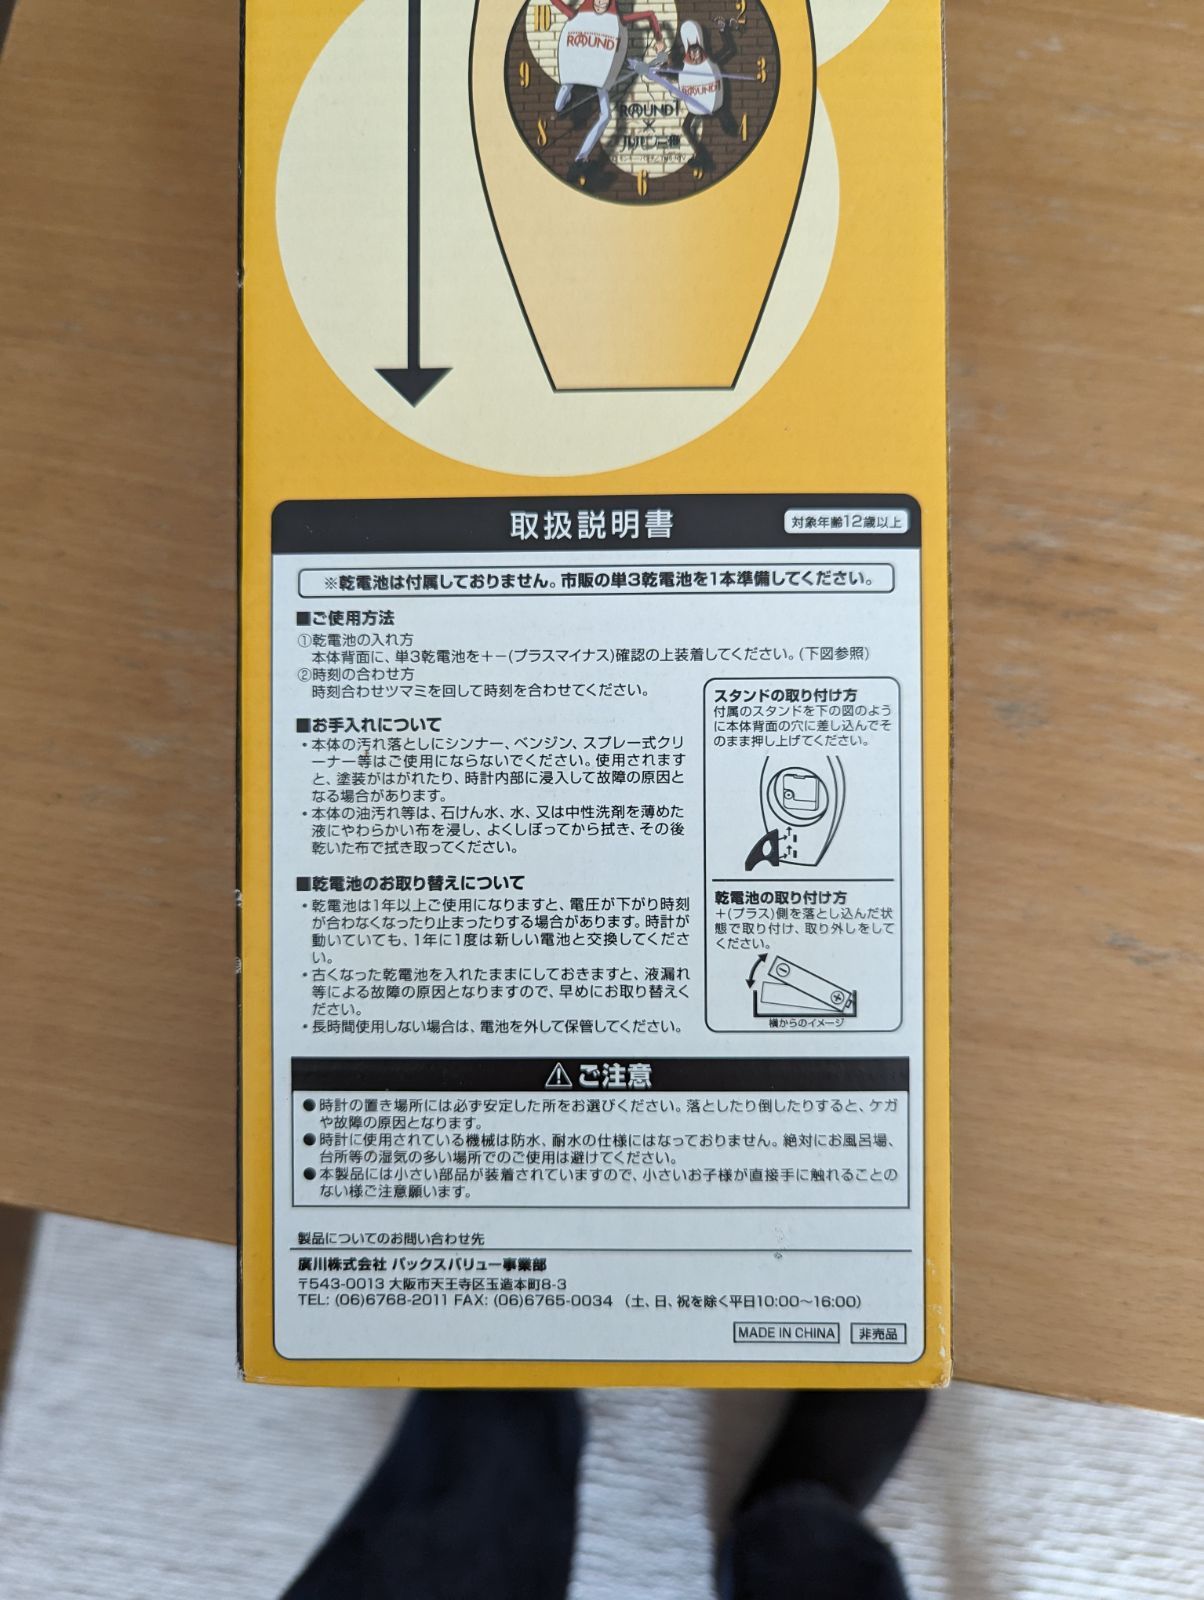 10
2
ROUND1
9
3
ROUND1
ROUND1
×
ルパン三世
8
4
6
5
取扱説明書
対象年齢12歳以上
※乾電池は付属しておりません。市販の単3乾電池を1本準備してください。
■ご使用方法
①乾電池の入れ方
本体背面に、単3乾電池を+-(プラスマイナス)確認の上装着してください。(下図参照)
②時刻の合わせ方
時刻合わせツマミを回して時刻を合わせてください。
■お手入れについて
・本体の汚れ落としにシンナー、ベンジン、スプレー式クリ
ーナー等はご使用にならないでください。使用されます
と、塗装がはがれたり、時計内部に浸入して故障の原因と
なる場合があります。
・本体の油汚れ等は、石けん水、水、又は中性洗剤を薄めた
液にやわらかい布を浸し、よくしぼってから拭き、その後
乾いた布で拭き取ってください。
■乾電池のお取り替えについて
・乾電池は1年以上ご使用になりますと、電圧が下がり時刻
が合わなくなったり止まったりする場合があります。時計が
動いていても、1年に1度は新しい電池と交換してくださ
い。
・古くなった乾電池を入れたままにしておきますと、液漏れ
等による故障の原因となりますので、早めにお取り替えく
ださい。
・長時間使用しない場合は、電池を外して保管してください。
スタンドの取り付け方
付属のスタンドを下の図のよう
に本体背面の穴に差し込んでそ
のまま押し上げてください。
乾電池の取り付け方
+(プラス)側を落とし込んだ状
態で取り付け、取り外しをして
ください。
横からのイメージ
⚠ご注意
●時計の置き場所には必ず安定した所をお選びください。落としたり倒したりすると、ケガ
や故障の原因となります。
●時計に使用されている機械は防水、耐水の仕様にはなっておりません。絶対にお風呂場、
台所等の湿気の多い場所でのご使用は避けてください。
●本製品には小さい部品が装着されていますので、小さいお子様が直接手に触れることの
ない様ご注意願います。
製品についてのお問い合わせ先
廣川株式会社 バックスバリュー事業部
〒543-0013 大阪市天王寺区玉造本町8-3
TEL: (06)6768-2011 FAX: (06)6765-0034 (土、日、祝を除く平日10:00~16:00)
MADE IN CHINA
非売品